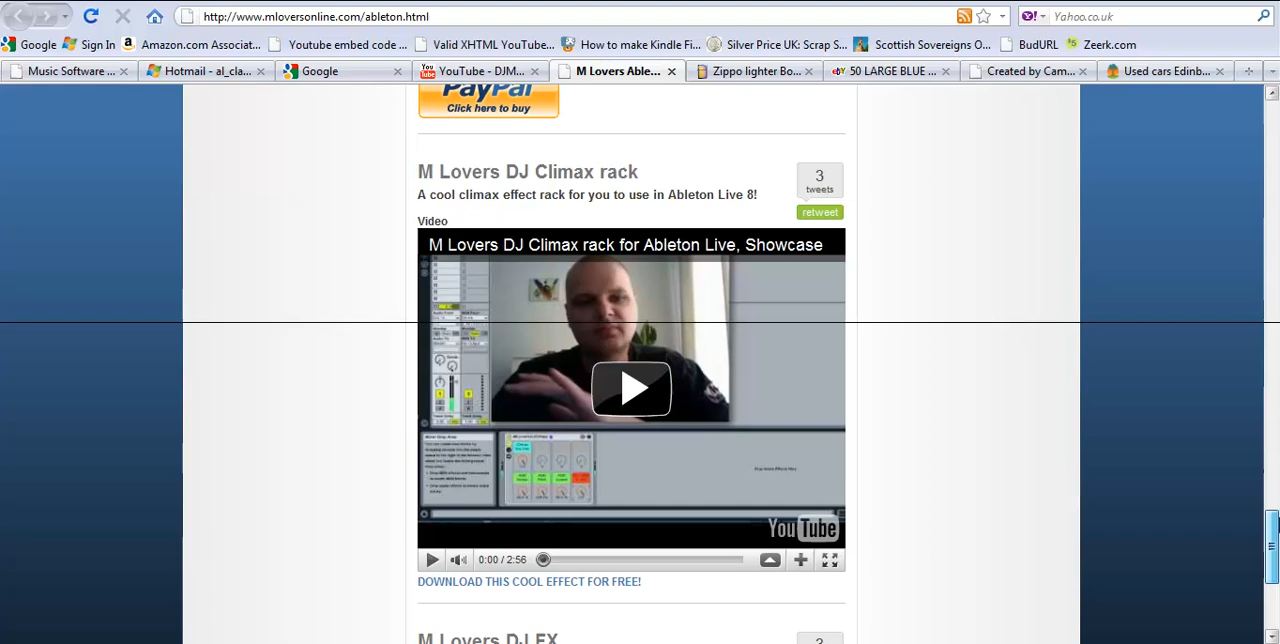 http://www.mloversonline.com/ableton.html
Yahoo.co.uk
Google
Sign In
Amazon.com Associat...
Youtube embed code ...
Valid XHTML YouTube...
How to make Kindle Fi...
Silver Price UK:Scrap S...
Scottish Sovereigns O...
BudURL
Zeerk.com
Music Software ...
Hotmail - al_cla...
Google
YouTube - DJM...
M Lovers Able...
Zippo lighter Bo...
50 LARGE BLUE ...
Created by Cam...
Used cars Edinb...
PayPal
Click here to buy
M Lovers DJ Climax rack
3
tweets
A cool climax effect rack for you to use in Ableton Live 8!
retweet
Video
M Lovers DJ Climax rack for Ableton Live, Showcase
YouTube
0:00 / 2:56
DOWNLOAD THIS COOL EFFECT FOR FREE!
M Lovers DJ FX
3